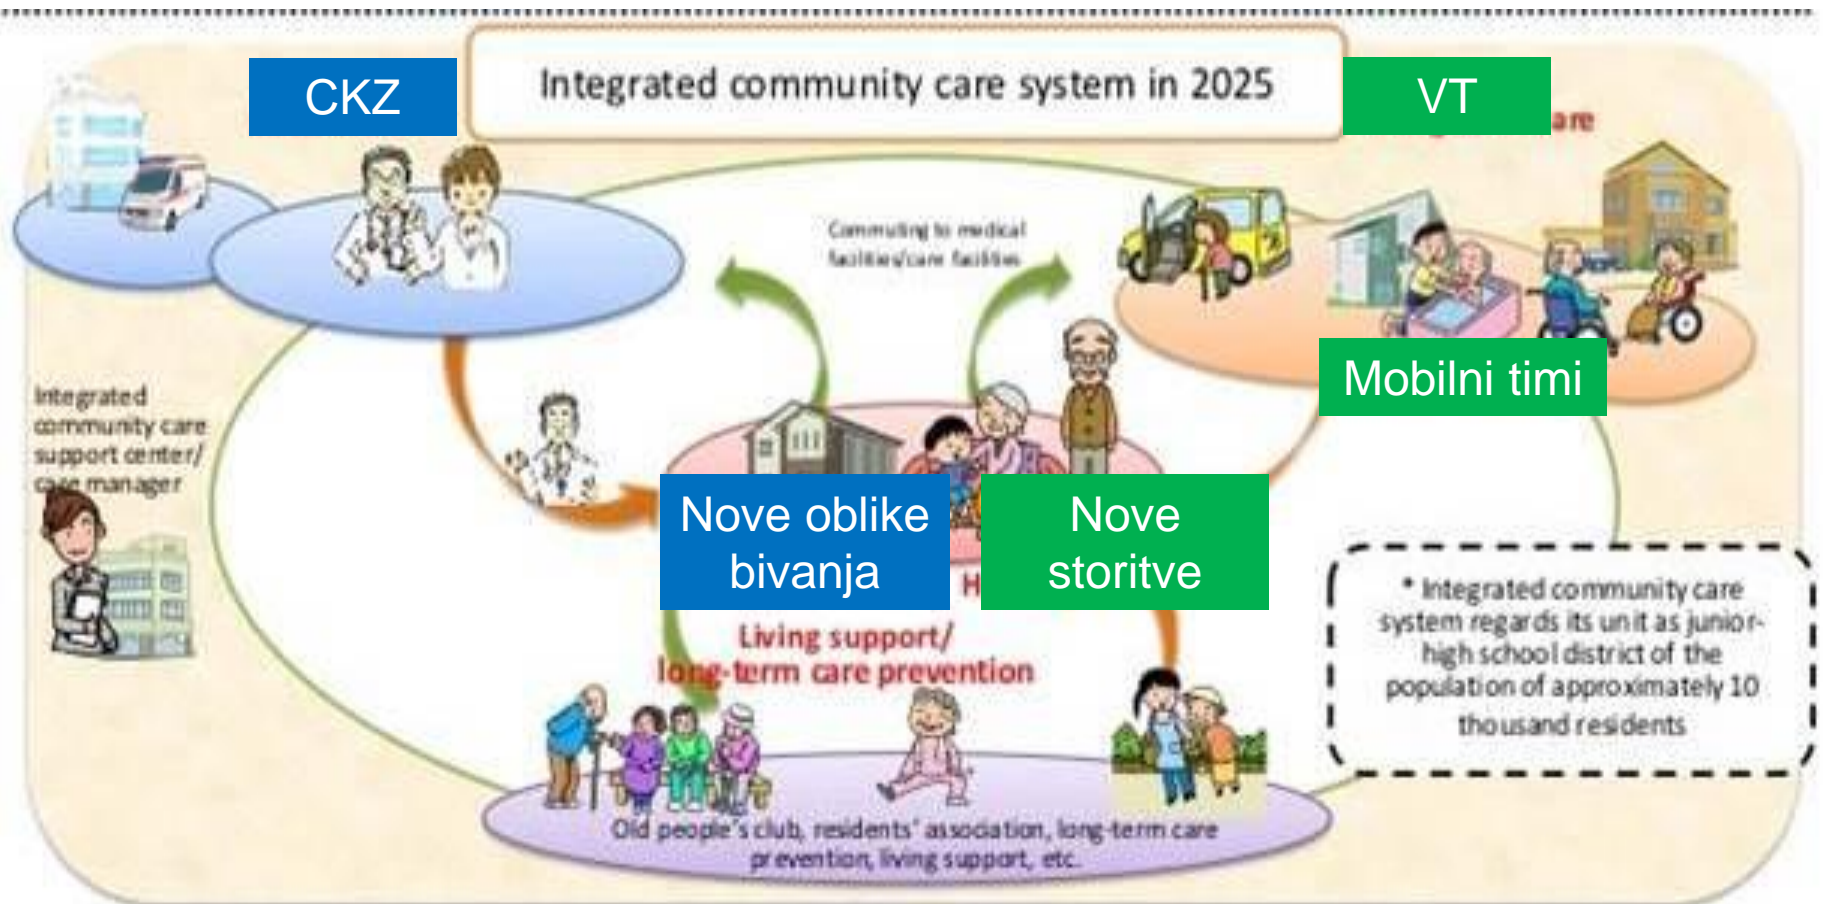 CKZ
Integrated community care system in 2025
VT
are
Commuting to medical
facilities/care facilities
Mobilni timi
Integrated
community care
support center/
care manager
Nove oblike
bivanja
Nove
storitve
H
* Integrated community care
system regards its unit as junior-
high school district of the
population of approximately 10
thousand residents
Living support/
long-term care prevention
Old people's club, residents' association, long-term care
prevention, living support, etc.